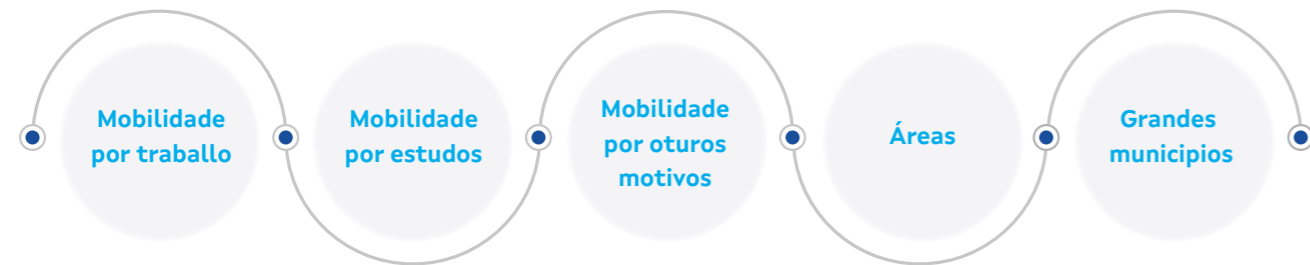 Mobilidade
por traballo
Mobilidade
por estudos
Mobilidade
por oturos
motivos
Áreas
Grandes
municipios